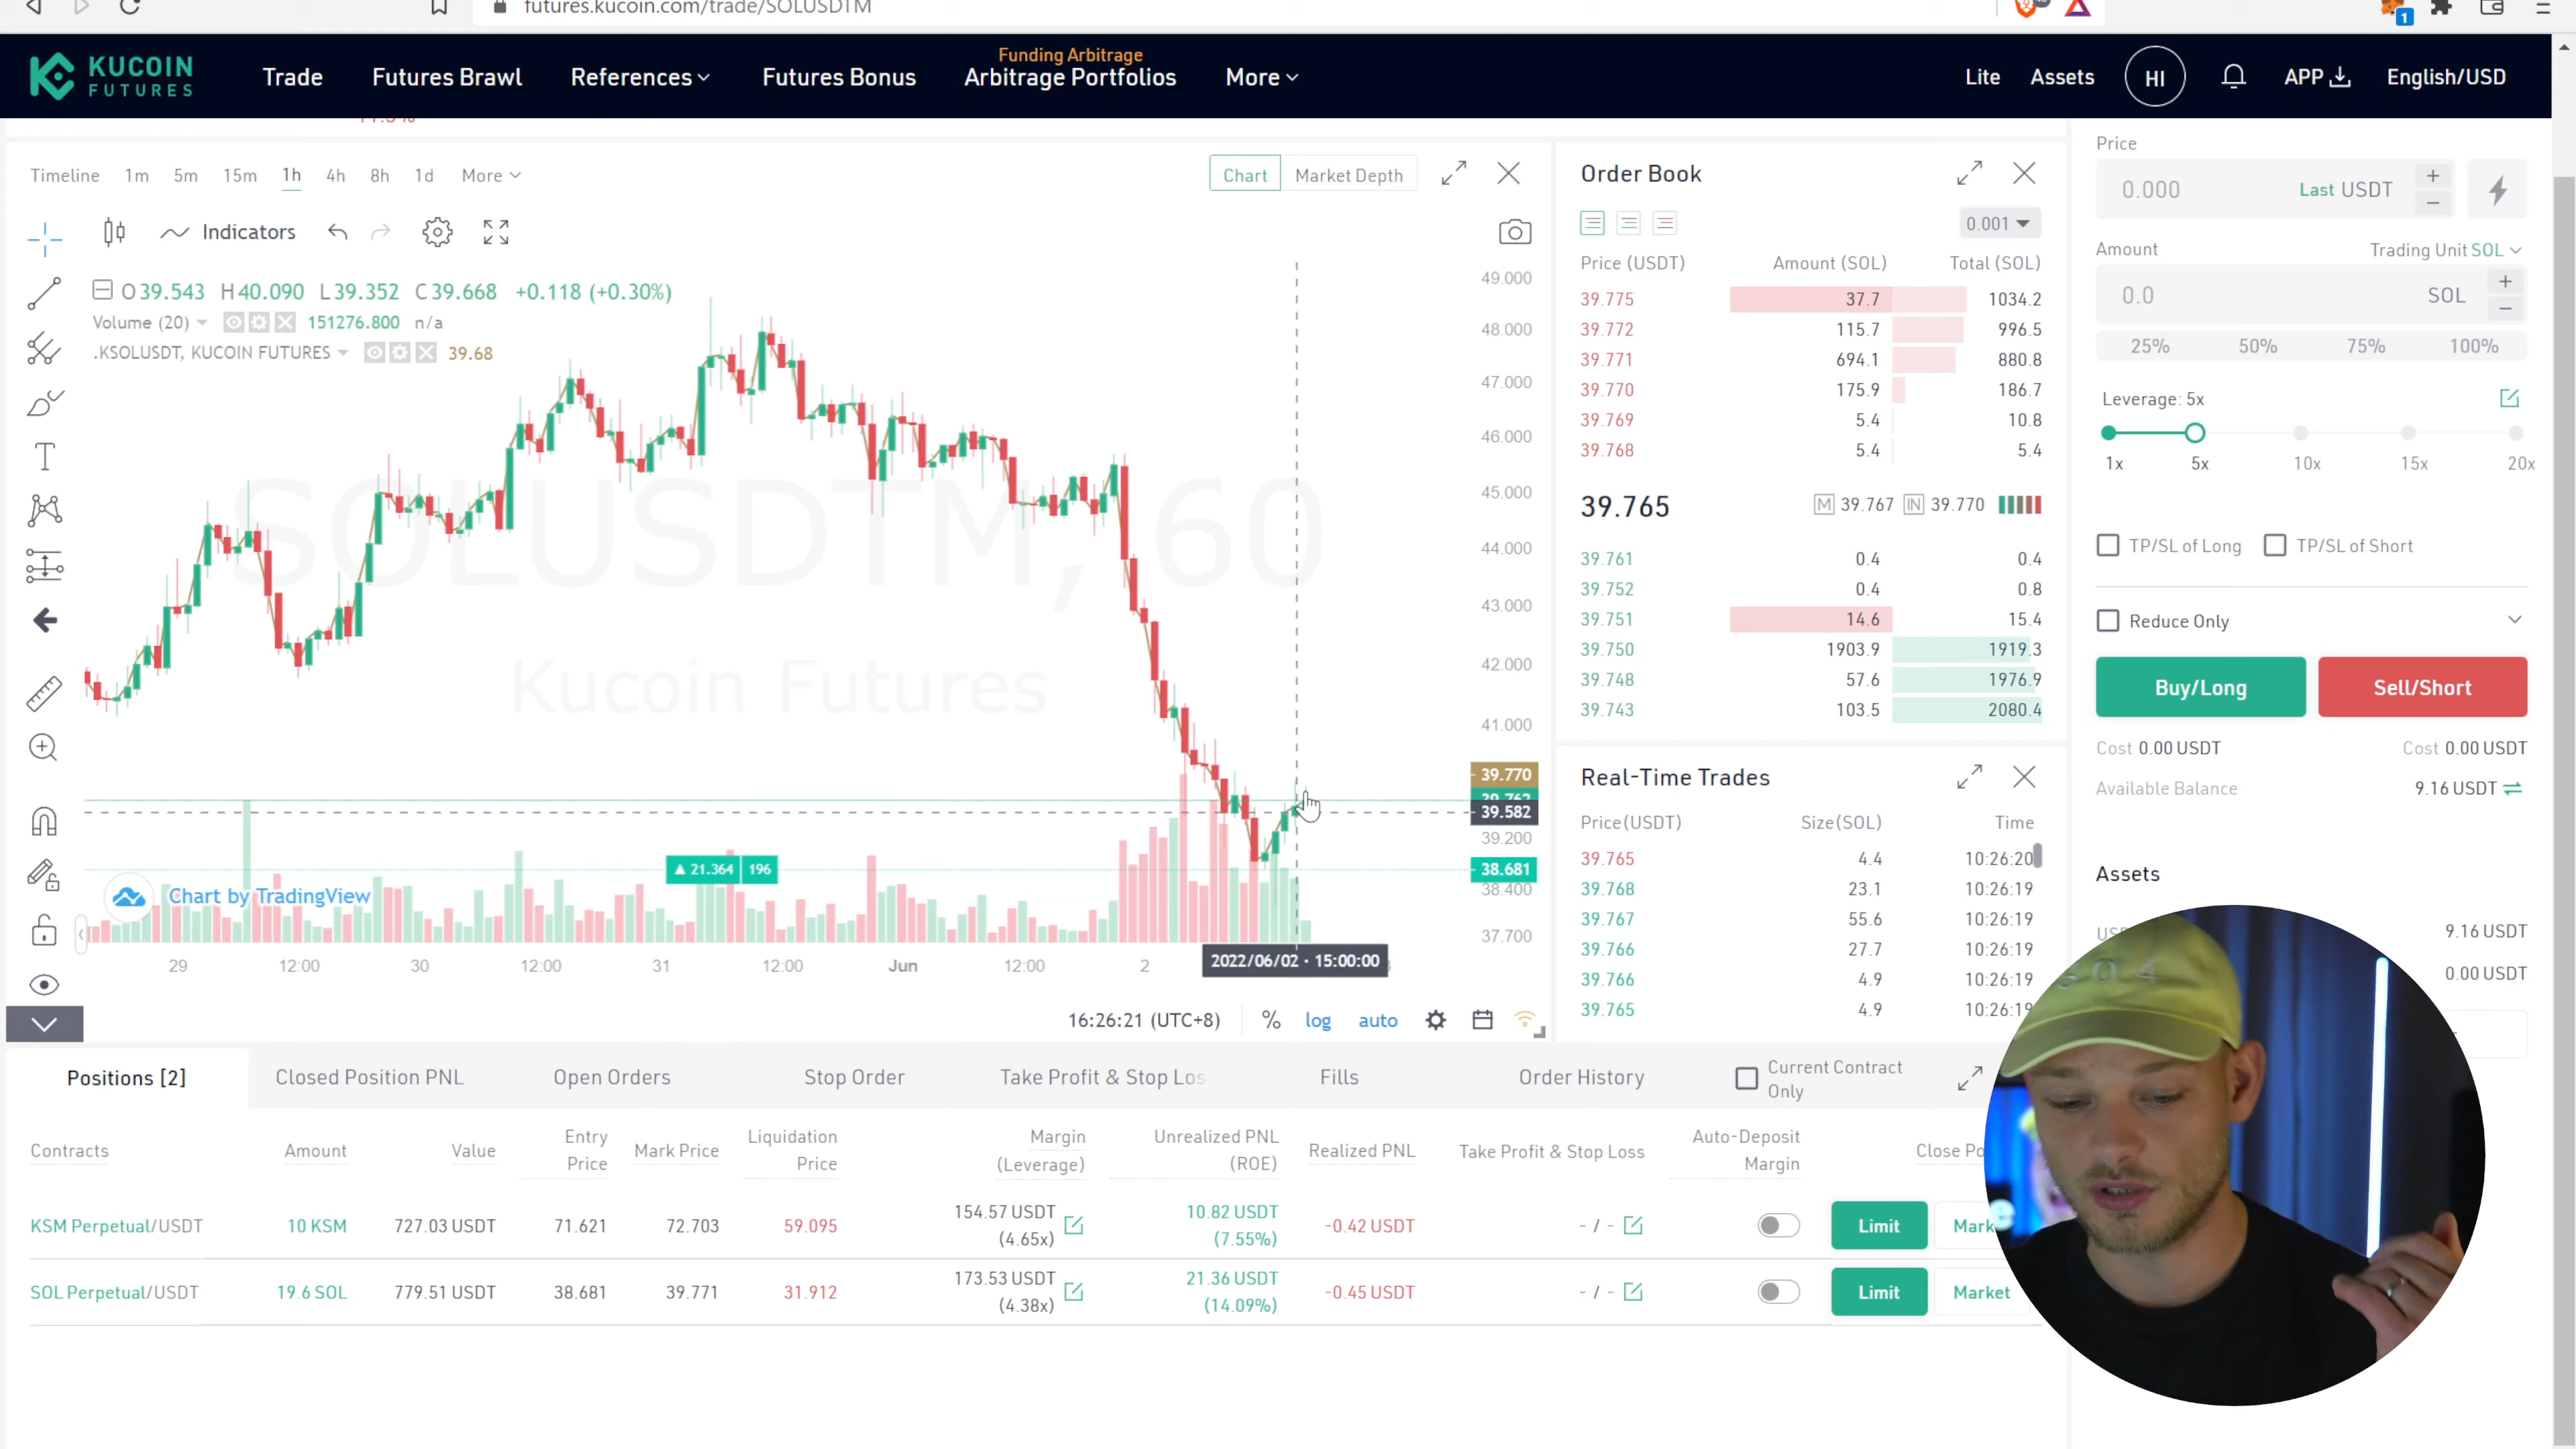 futures.kucoin.com/trade/SOLUSDTM
1
KUCOIN
FUTURES
Trade
Futures Brawl
References
Futures Bonus
Funding Arbitrage
Arbitrage Portfolios
More
Lite
Assets
HI
APP
English/USD
Timeline 1m 5m 15m 1h 4h 8h 1d More
Chart Market Depth
Indicators
O 39.543 H 40.090 L 39.352 C 39.668 +0.118 (+0.30%)
Volume (20) 151276.800 n/a
.KSOLUSDT, KUCOIN FUTURES 39.68
SOLUSDTM, 60
Kucoin Futures
49.000
48.000
47.000
46.000
45.000
44.000
43.000
42.000
41.000
39.770
39.582
39.200
38.681
38.400
37.700
21.364 196
Chart by TradingView
29 12:00 30 12:00 31 12:00 Jun 12:00 2
2022/06/02 · 15:00:00
16:26:21 (UTC+8) % log auto
Order Book
0.001
Price (USDT) Amount (SOL) Total (SOL)
39.775 37.7 1034.2
39.772 115.7 996.5
39.771 694.1 880.8
39.770 175.9 186.7
39.769 5.4 10.8
39.768 5.4 5.4
39.765 M 39.767 IN 39.770
39.761 0.4 0.4
39.752 0.4 0.8
39.751 14.6 15.4
39.750 1903.9 1919.3
39.748 57.6 1976.9
39.743 103.5 2080.4
Real-Time Trades
Price(USDT) Size(SOL) Time
39.765 4.4 10:26:20
39.768 23.1 10:26:19
39.767 55.6 10:26:19
39.766 27.7 10:26:19
39.766 4.9 10:26:19
39.765 4.9 10:26:19
Price
0.000 Last USDT + −
Amount Trading Unit SOL
0.0 SOL + −
25% 50% 75% 100%
Leverage: 5x
1x 5x 10x 15x 20x
TP/SL of Long TP/SL of Short
Reduce Only
Buy/Long Sell/Short
Cost 0.00 USDT Cost 0.00 USDT
Available Balance 9.16 USDT
Assets
9.16 USDT
0.00 USDT
Positions [2] Closed Position PNL Open Orders Stop Order Take Profit & Stop Los Fills Order History Current Contract Only
Contracts Amount Value Entry Price Mark Price Liquidation Price Margin (Leverage) Unrealized PNL (ROE) Realized PNL Take Profit & Stop Loss Auto-Deposit Margin Close Po
KSM Perpetual/USDT 10 KSM 727.03 USDT 71.621 72.703 59.095 154.57 USDT (4.65x) 10.82 USDT (7.55%) -0.42 USDT - / - Limit Mark
SOL Perpetual/USDT 19.6 SOL 779.51 USDT 38.681 39.771 31.912 173.53 USDT (4.38x) 21.36 USDT (14.09%) -0.45 USDT - / - Limit Market